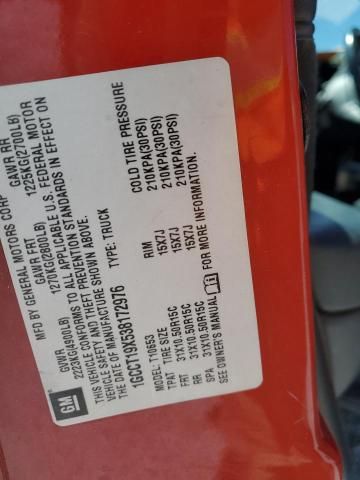 GM
MFD BY GENERAL MOTORS CORP
GVWR GAWR FRT GAWR RR
2223KG(4900LB) 1270KG(2800LB) 1225KG(2700LB)
THIS VEHICLE CONFORMS TO ALL APPLICABLE U.S. FEDERAL MOTOR
VEHICLE SAFETY AND THEFT PREVENTION STANDARDS IN EFFECT ON
THE DATE OF MANUFACTURE SHOWN ABOVE.
1GCCT19X538172976 TYPE: TRUCK
MODEL: T10653
TIRE SIZE RIM COLD TIRE PRESSURE
TPAT
FRT 31X10.50R15C 15X7J 210KPA(30PSI)
RR 31X10.50R15C 15X7J 210KPA(30PSI)
SPA 31X10.50R15C 15X7J 210KPA(30PSI)
SEE OWNER'S MANUAL FOR MORE INFORMATION.